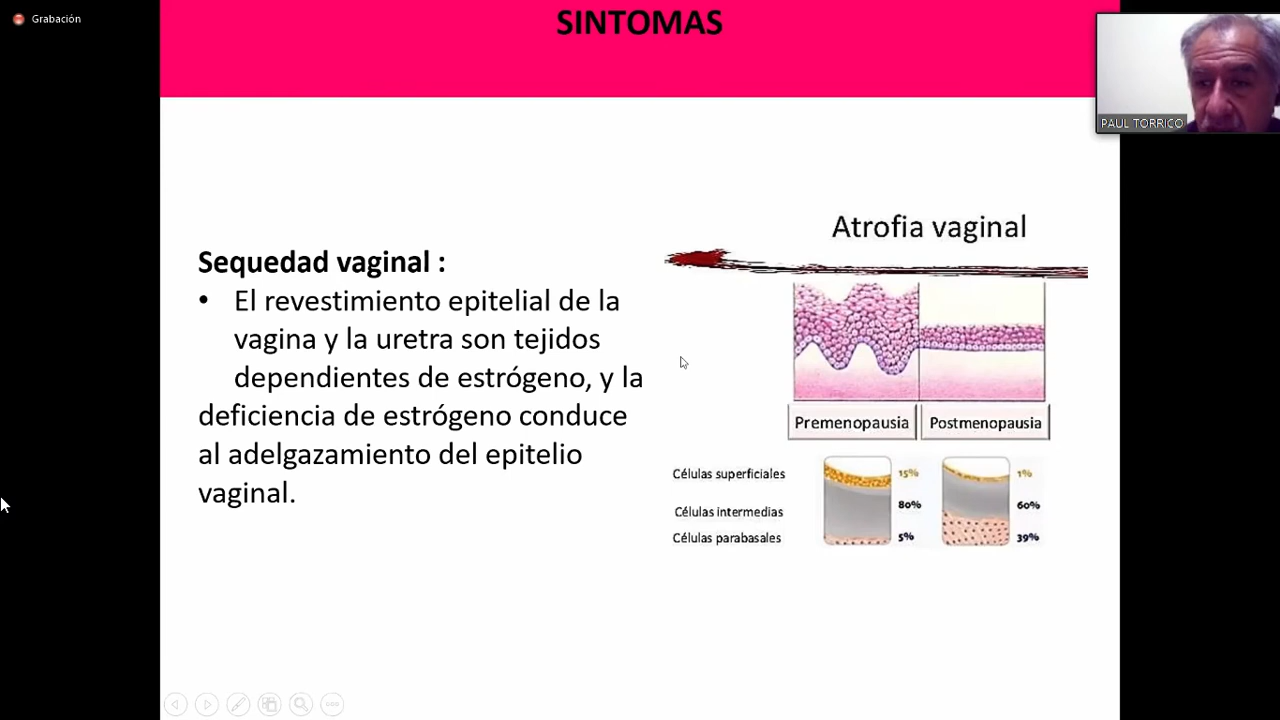 Grabación
SINTOMAS
PAUL TORRICO
Sequedad vaginal :
• El revestimiento epitelial de la
vagina y la uretra son tejidos
dependientes de estrógeno, y la
deficiencia de estrógeno conduce
al adelgazamiento del epitelio
vaginal.
Atrofia vaginal
Premenopausia Postmenopausia
Células superficiales 15% 1%
Células intermedias 80% 60%
Células parabasales 5% 39%